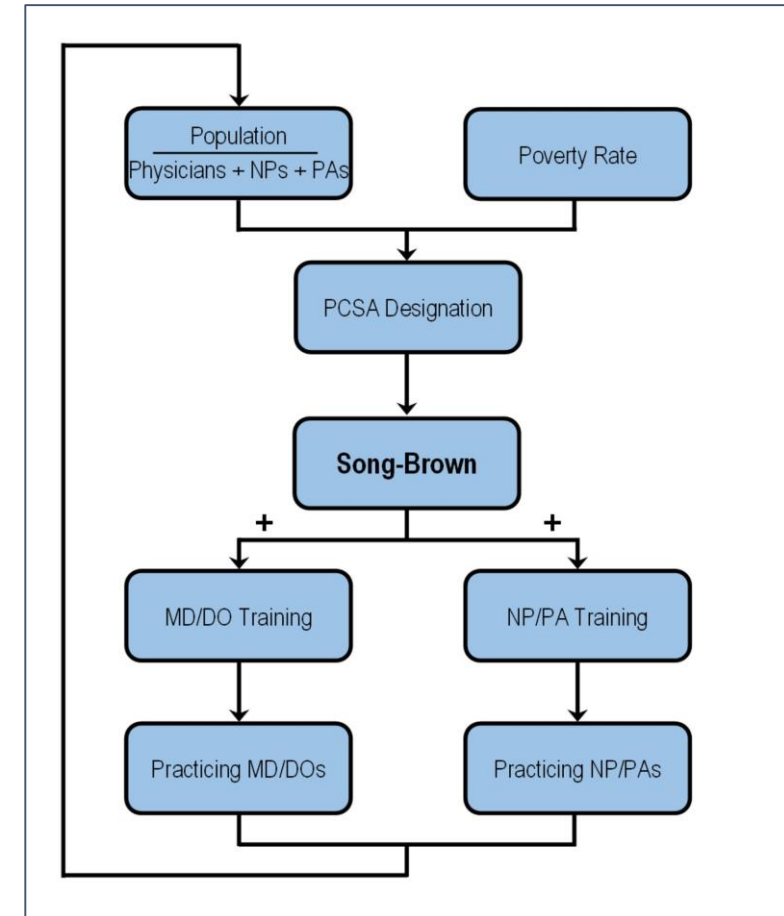 Population
Physicians + NPs + PAs
Poverty Rate
PCSA Designation
Song-Brown
+
+
MD/DO Training
NP/PA Training
Practicing MD/DOs
Practicing NP/PAs